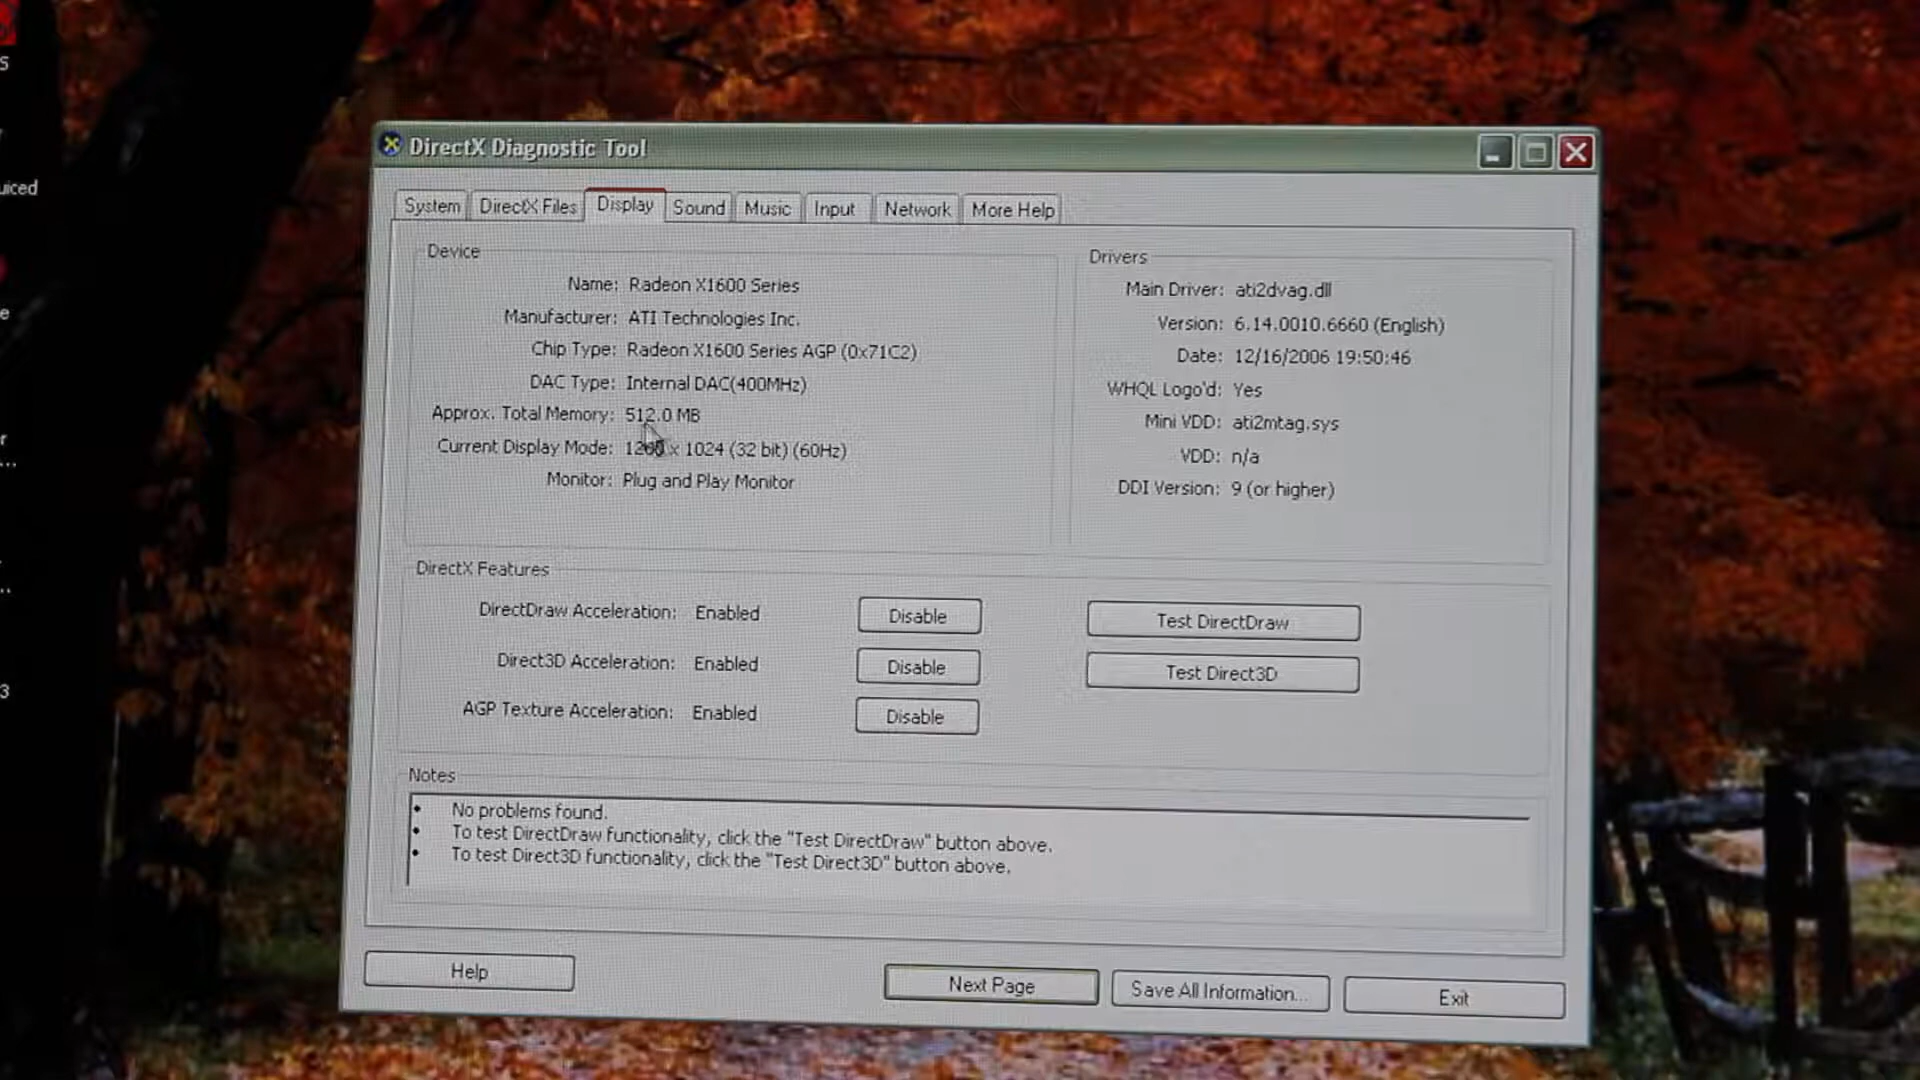 S
uiced
e
r
...
3
DirectX Diagnostic Tool
System DirectX Files Display Sound Music Input Network More Help
Device
Name: Radeon X1600 Series
Manufacturer: ATI Technologies Inc.
Chip Type: Radeon X1600 Series AGP (0x71C2)
DAC Type: Internal DAC(400MHz)
Approx. Total Memory: 512.0 MB
Current Display Mode: 1280 x 1024 (32 bit) (60Hz)
Monitor: Plug and Play Monitor
Drivers
Main Driver: ati2dvag.dll
Version: 6.14.0010.6660 (English)
Date: 12/16/2006 19:50:46
WHQL Logo'd: Yes
Mini VDD: ati2mtag.sys
VDD: n/a
DDI Version: 9 (or higher)
DirectX Features
DirectDraw Acceleration: Enabled Disable Test DirectDraw
Direct3D Acceleration: Enabled Disable Test Direct3D
AGP Texture Acceleration: Enabled Disable
Notes
• No problems found.
• To test DirectDraw functionality, click the "Test DirectDraw" button above.
• To test Direct3D functionality, click the "Test Direct3D" button above.
Help Next Page Save All Information... Exit